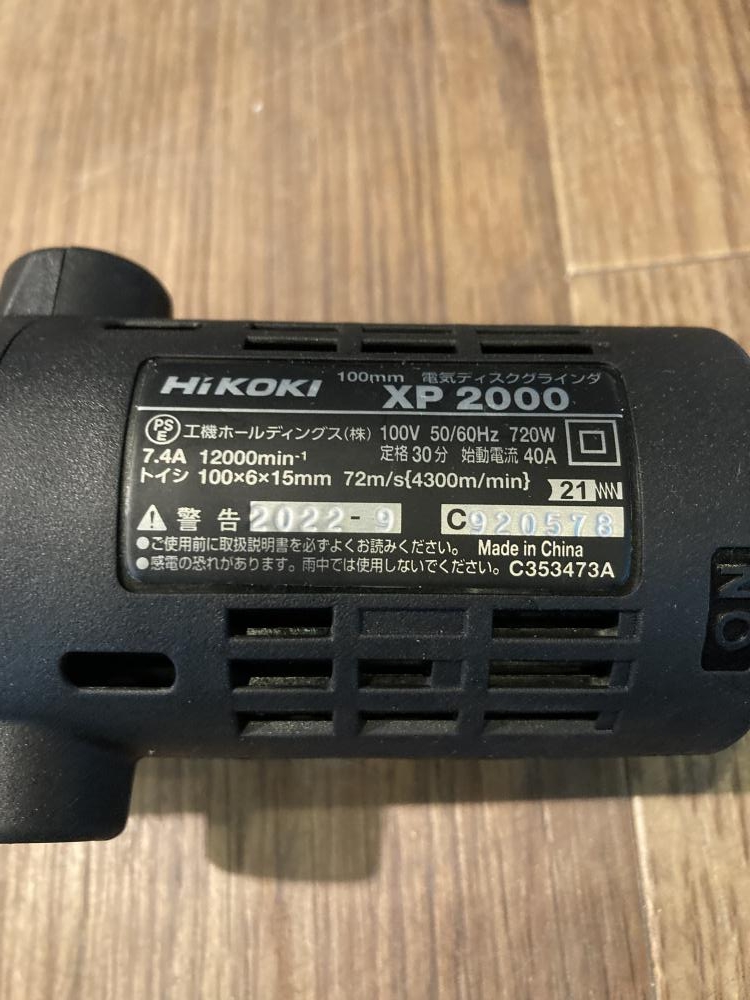 HiKOKI 100mm 電気ディスクグラインダ
XP 2000
PS E 工機ホールディングス(株) 100V 50/60Hz 720W
7.4A 12000min⁻¹ 定格30分 始動電流 40A
トイシ 100×6×15mm 72m/s{4300m/min} 21
警告 2022-9 C920578
●ご使用前に取扱説明書を必ずよくお読みください。 Made in China
●感電の恐れがあります。雨中では使用しないでください。 C353473A
ON